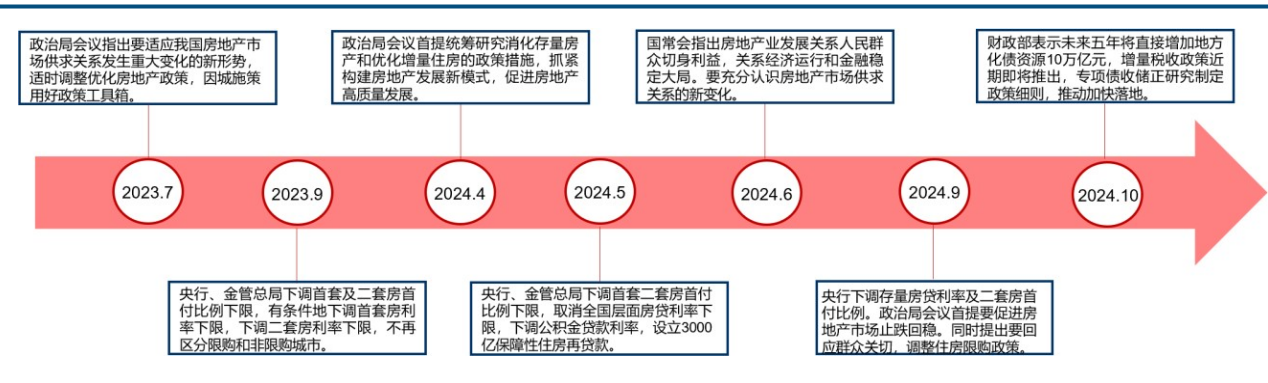 政治局会议指出要适应我国房地产市
场供求关系发生重大变化的新形势，
适时调整优化房地产政策，因城施策
用好政策工具箱。
政治局会议首提统筹研究消化存量房
产和优化增量住房的政策措施，抓紧
构建房地产发展新模式，促进房地产
高质量发展。
国常会指出房地产业发展关系人民群
众切身利益，关系经济运行和金融稳
定大局。要充分认识房地产市场供求
关系的新变化。
财政部表示未来五年将直接增加地方
化债资源10万亿元，增量税收政策近
期即将推出，专项债收储正研究制定
政策细则，推动加快落地。
2023.7
2023.9
2024.4
2024.5
2024.6
2024.9
2024.10
央行、金管总局下调首套及二套房首
付比例下限，有条件地下调首套房利
率下限，下调二套房利率下限，不再
区分限购和非限购城市。
央行、金管总局下调首套二套房首付
比例下限，取消全国层面房贷利率下
限，下调公积金贷款利率，设立3000
亿保障性住房再贷款。
央行下调存量房贷利率及二套房首
付比例。政治局会议首提要促进房
地产市场止跌回稳。同时提出要回
应群众关切，调整住房限购政策。